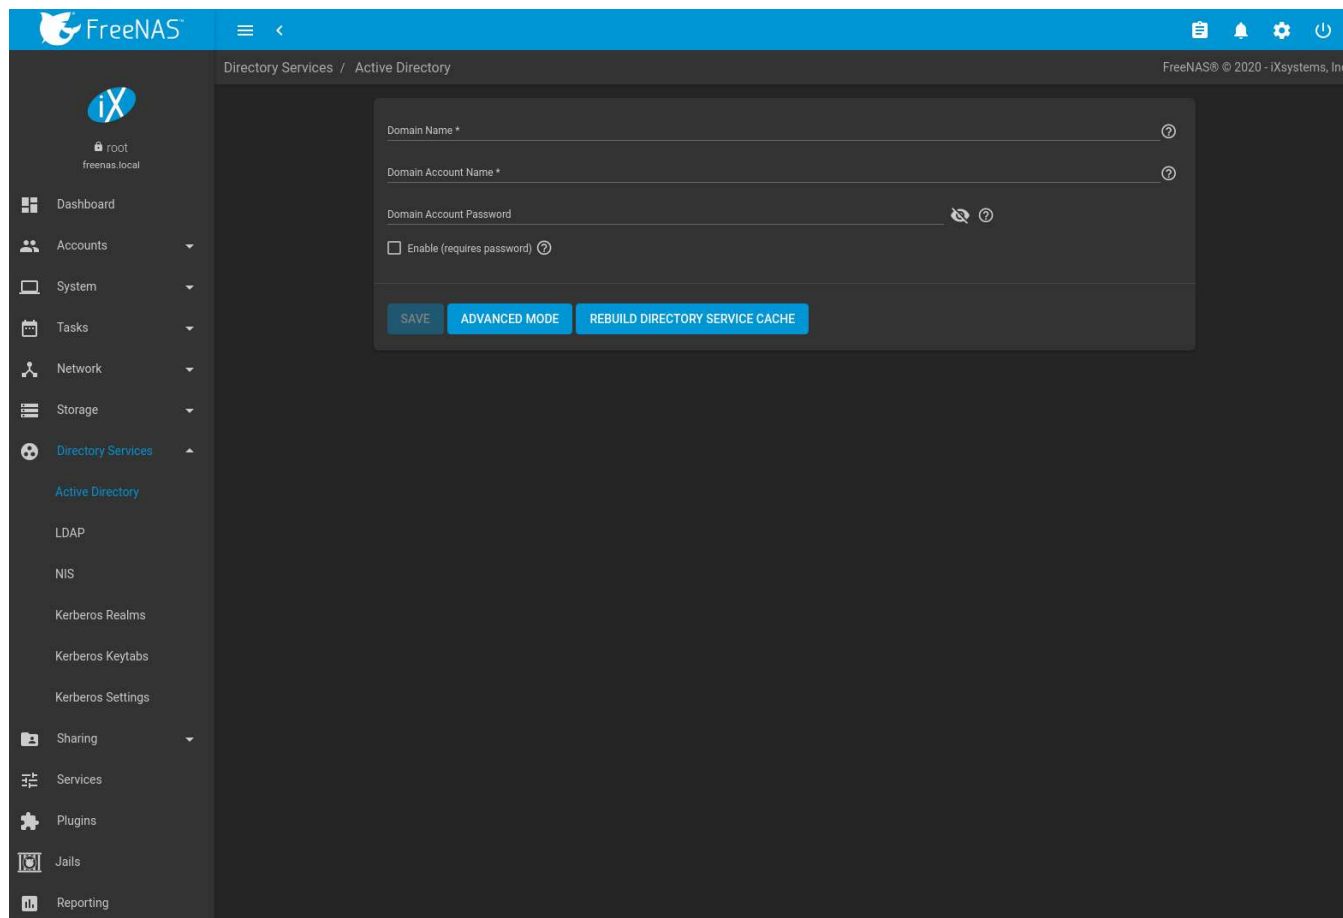 FreeNAS™
Directory Services / Active Directory
FreeNAS® © 2020 - iXsystems, Inc
iX
root
freenas.local
Dashboard
Accounts
System
Tasks
Network
Storage
Directory Services
Active Directory
LDAP
NIS
Kerberos Realms
Kerberos Keytabs
Kerberos Settings
Sharing
Services
Plugins
Jails
Reporting
Domain Name *
Domain Account Name *
Domain Account Password
Enable (requires password)
SAVE ADVANCED MODE REBUILD DIRECTORY SERVICE CACHE